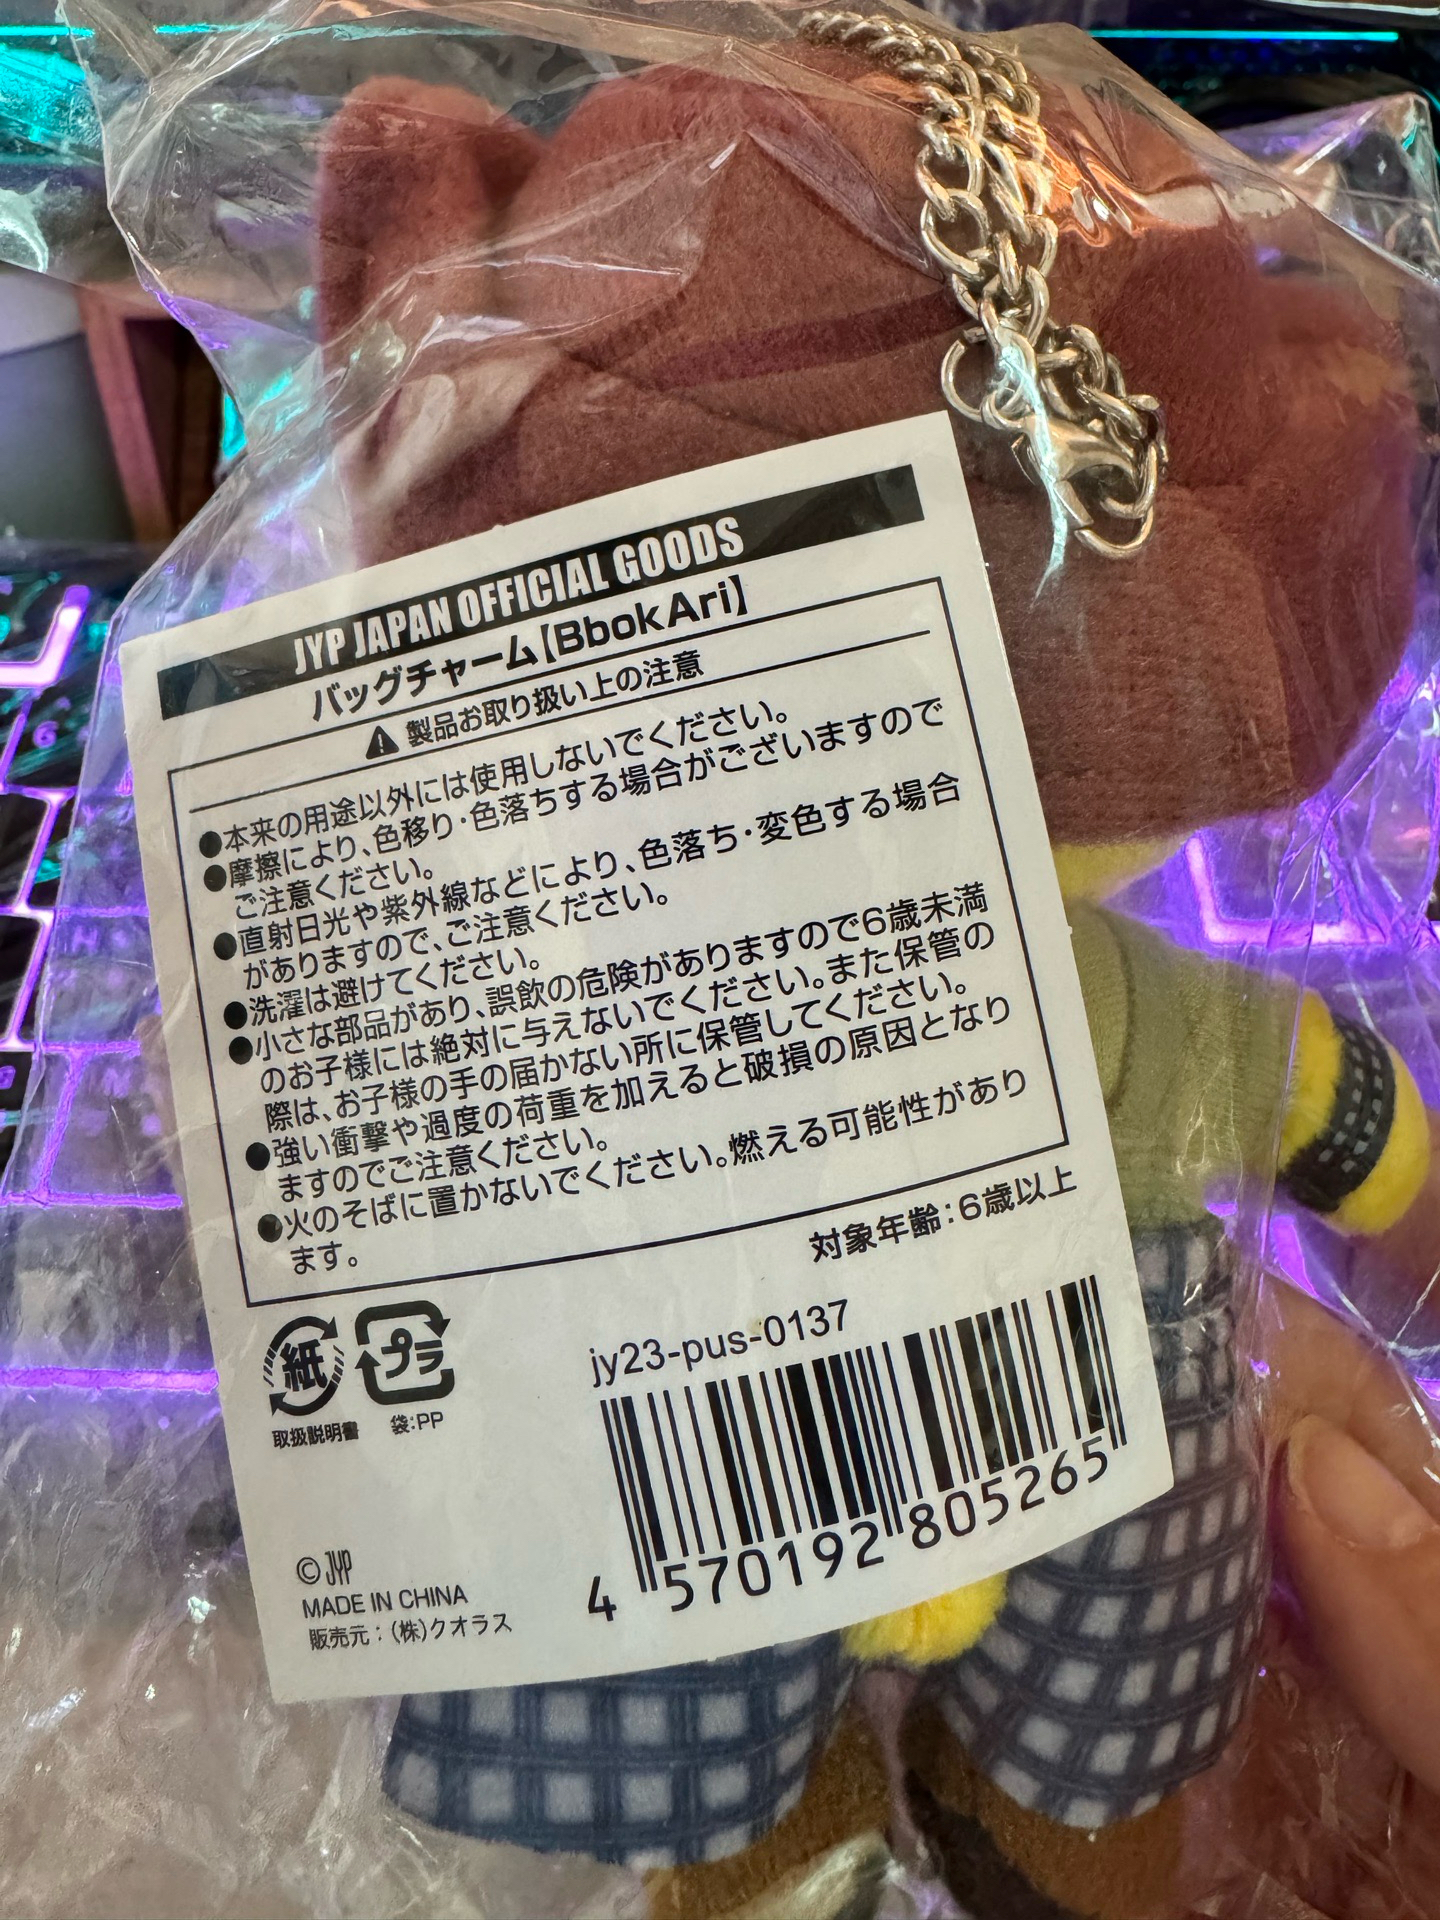 JYP JAPAN OFFICIAL GOODS
バッグチャーム【BbokAri】
製品お取り扱い上の注意
●本来の用途以外には使用しないでください。
●摩擦により、色移り・色落ちする場合がございますので
ご注意ください。
●直射日光や紫外線などにより、色落ち・変色する場合
がありますので、ご注意ください。
●洗濯は避けてください。
●小さな部品があり、誤飲の危険がありますので6歳未満
のお子様には絶対に与えないでください。また保管の
際は、お子様の手の届かない所に保管してください。
●強い衝撃や過度の荷重を加えると破損の原因となり
ますのでご注意ください。
●火のそばに置かないでください。燃える可能性があり
ます。
対象年齢：6歳以上
紙 プラ
取扱説明書 袋：PP
jy23-pus-0137
4 570192 805265
© JYP
MADE IN CHINA
販売元：(株)クオラス